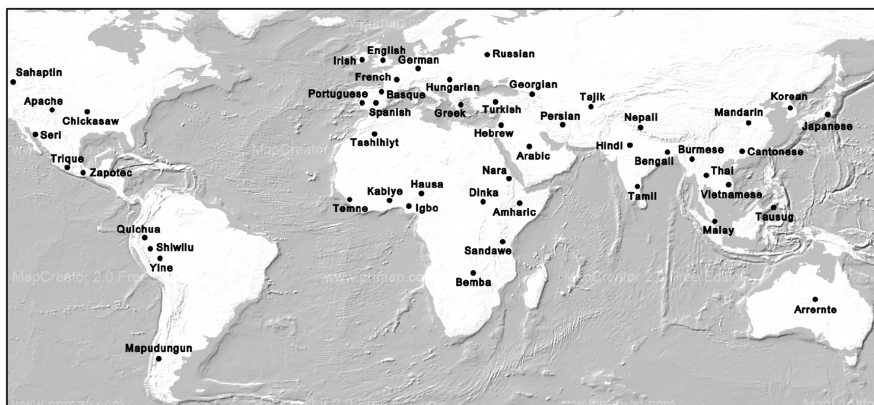 Sahaptin
Apache
Chickasaw
Seri
Trique
Zapotec
Quichua
Shiwilu
Yine
Mapudungun
Irish
English
German
Russian
French
Hungarian
Portuguese
Basque
Spanish
Greek
Turkish
Georgian
Tajik
Persian
Hebrew
Tashlhiyt
Arabic
Nepali
Hindi
Bengali
Burmese
Mandarin
Korean
Japanese
Cantonese
Thai
Vietnamese
Tamil
Malay
Tausug
Nara
Hausa
Dinka
Kabiye
Temne
Igbo
Amharic
Sandawe
Bemba
Arrernte